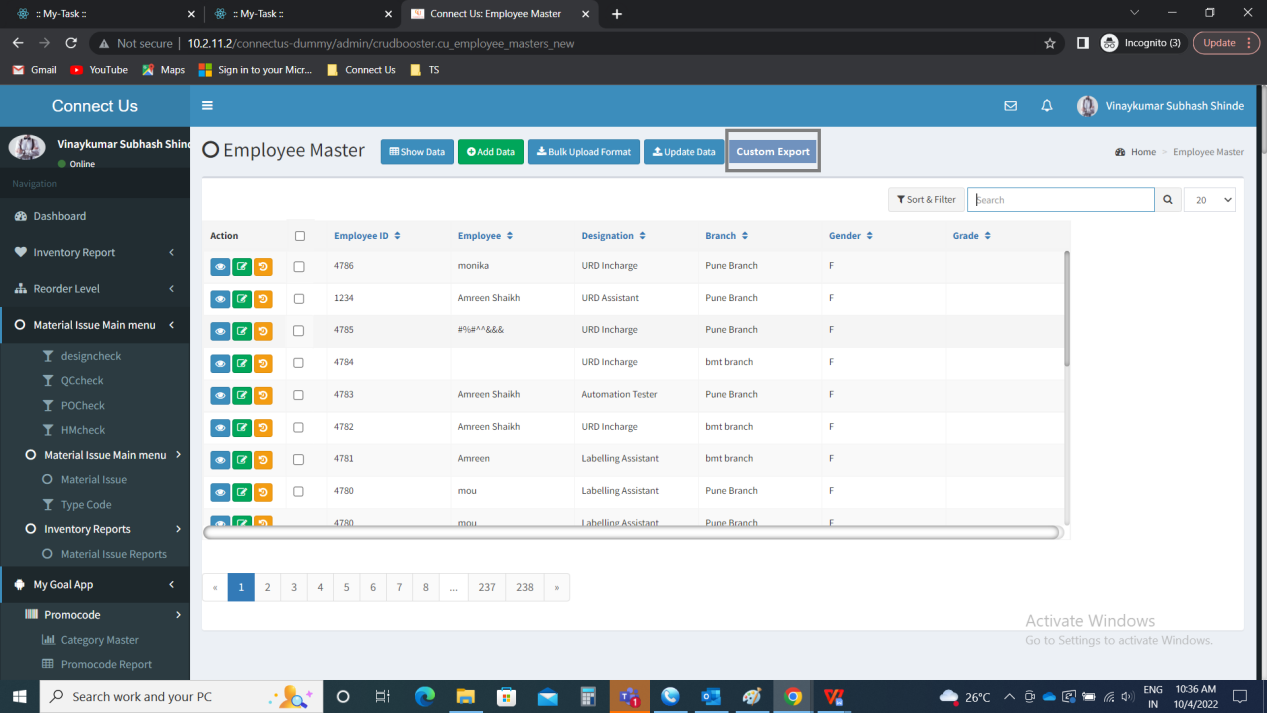 :: My-Task ::
:: My-Task ::
Connect Us: Employee Master
Not secure | 10.2.11.2/connectus-dummy/admin/crudbooster.cu_employee_masters_new
Incognito (3)
Update
Gmail YouTube Maps Sign in to your Micr... Connect Us TS
Connect Us
Vinaykumar Subhash Shinde
Vinaykumar Subhash Shind
Online
Navigation
Dashboard
Inventory Report
Reorder Level
Material Issue Main menu
designcheck
QCcheck
POCheck
HMcheck
Material Issue Main menu
Material Issue
Type Code
Inventory Reports
Material Issue Reports
My Goal App
Promocode
Category Master
Promocode Report
Employee Master Show Data Add Data Bulk Upload Format Update Data Custom Export
Home > Employee Master
Sort & Filter Search 20
Action Employee ID Employee Designation Branch Gender Grade
4786 monika URD Incharge Pune Branch F
1234 Amreen Shaikh URD Assistant Pune Branch F
4785 #%#^^&&& URD Incharge Pune Branch F
4784 URD Incharge bmt branch F
4783 Amreen Shaikh Automation Tester Pune Branch F
4782 Amreen Shaikh URD Incharge bmt branch F
4781 Amreen Labelling Assistant bmt branch F
4780 mou Labelling Assistant Pune Branch F
4780 mou Labelling Assistant Pune Branch F
« 1 2 3 4 5 6 7 8 ... 237 238 »
Activate Windows
Go to Settings to activate Windows.
Search work and your PC
1
26°C
ENG
IN
10:36 AM
10/4/2022